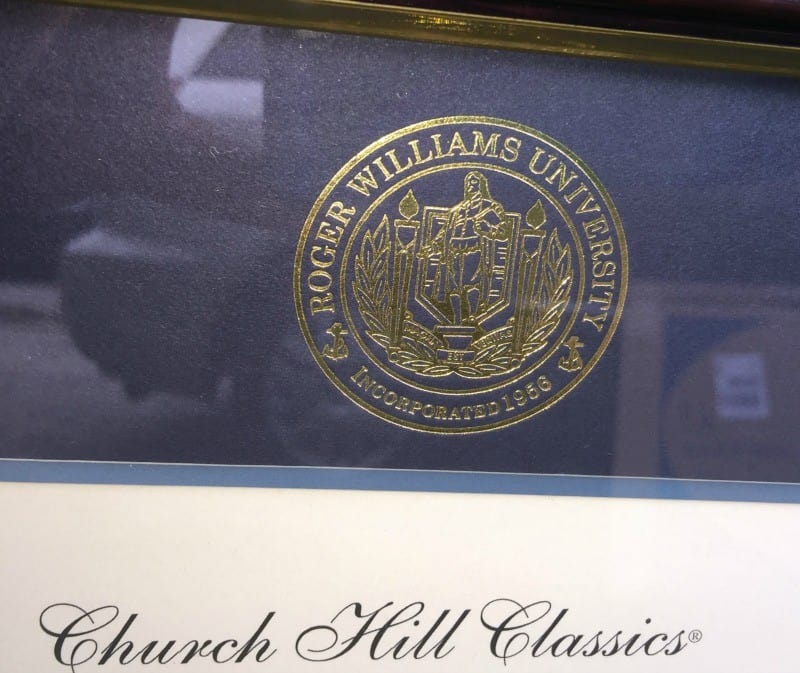 ROGER WILLIAMS UNIVERSITY
EST
INCORPORATED 1956
Church Hill Classics®